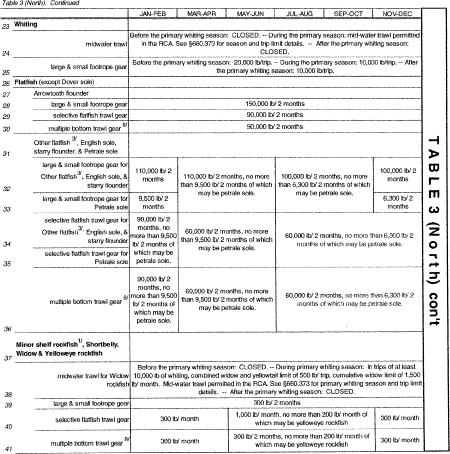 Table 3 (North). Continued
JAN-FEB MAR-APR MAY-JUN JUL-AUG SEP-OCT NOV-DEC
23 Whiting
24 midwater trawl
Before the primary whiting season: CLOSED. -- During the primary season: mid-water trawl permitted
in the RCA. See §660.373 for season and trip limit details. -- After the primary whiting season:
CLOSED.
25 large & small footrope gear
Before the primary whiting season: 20,000 lb/trip. -- During the primary season: 10,000 lb/trip. -- After
the primary whiting season: 10,000 lb/trip.
26 Flatfish (except Dover sole)
27 Arrowtooth flounder
28 large & small footrope gear 150,000 lb/ 2 months
29 selective flatfish trawl gear 90,000 lb/ 2 months
30 multiple bottom trawl gear 8/ 90,000 lb/ 2 months
31 Other flatfish 3/, English sole,
starry flounder, & Petrale sole
32 large & small footrope gear for
Other flatfish 3/, English sole, &
starry flounder
110,000 lb/ 2
months
33 large & small footrope gear for
Petrale sole
9,500 lb/ 2
months
110,000 lb/ 2 months, no more
than 9,500 lb/ 2 months of which
may be petrale sole.
100,000 lb/ 2 months, no more
than 6,300 lb/ 2 months of which
may be petrale sole.
100,000 lb/ 2
months
6,300 lb/ 2
months
34 selective flatfish trawl gear for
Other flatfish 3/, English sole, &
starry flounder
35 selective flatfish trawl gear for
Petrale sole
90,000 lb/ 2
months, no
more than 9,500
lb/ 2 months of
which may be
petrale sole.
60,000 lb/ 2 months, no more
than 9,500 lb/ 2 months of which
may be petrale sole.
60,000 lb/ 2 months, no more than 6,300 lb/ 2
months of which may be petrale sole.
36 multiple bottom trawl gear 8/
90,000 lb/ 2
months, no
more than 9,500
lb/ 2 months of
which may be
petrale sole.
60,000 lb/ 2 months, no more
than 9,500 lb/ 2 months of which
may be petrale sole.
60,000 lb/ 2 months, no more than 6,300 lb/ 2
months of which may be petrale sole.
37 Minor shelf rockfish 1/, Shortbelly,
Widow & Yelloweye rockfish
38 midwater trawl for Widow
rockfish
Before the primary whiting season: CLOSED. -- During primary whiting season: In trips of at least
10,000 lb of whiting, combined widow and yellowtail limit of 500 lb/ trip, cumulative widow limit of 1,500
lb/ month. Mid-water trawl permitted in the RCA. See §660.373 for primary whiting season and trip limit
details. -- After the primary whiting season: CLOSED.
39 large & small footrope gear 300 lb/ 2 months
40 selective flatfish trawl gear 300 lb/ month
1,000 lb/ month, no more than 200 lb/ month of
which may be yelloweye rockfish
300 lb/ month
41 multiple bottom trawl gear 8/ 300 lb/ month
300 lb/ 2 months, no more than 200 lb/ month of
which may be yelloweye rockfish
300 lb/ month
TABLE 3 (North) con't